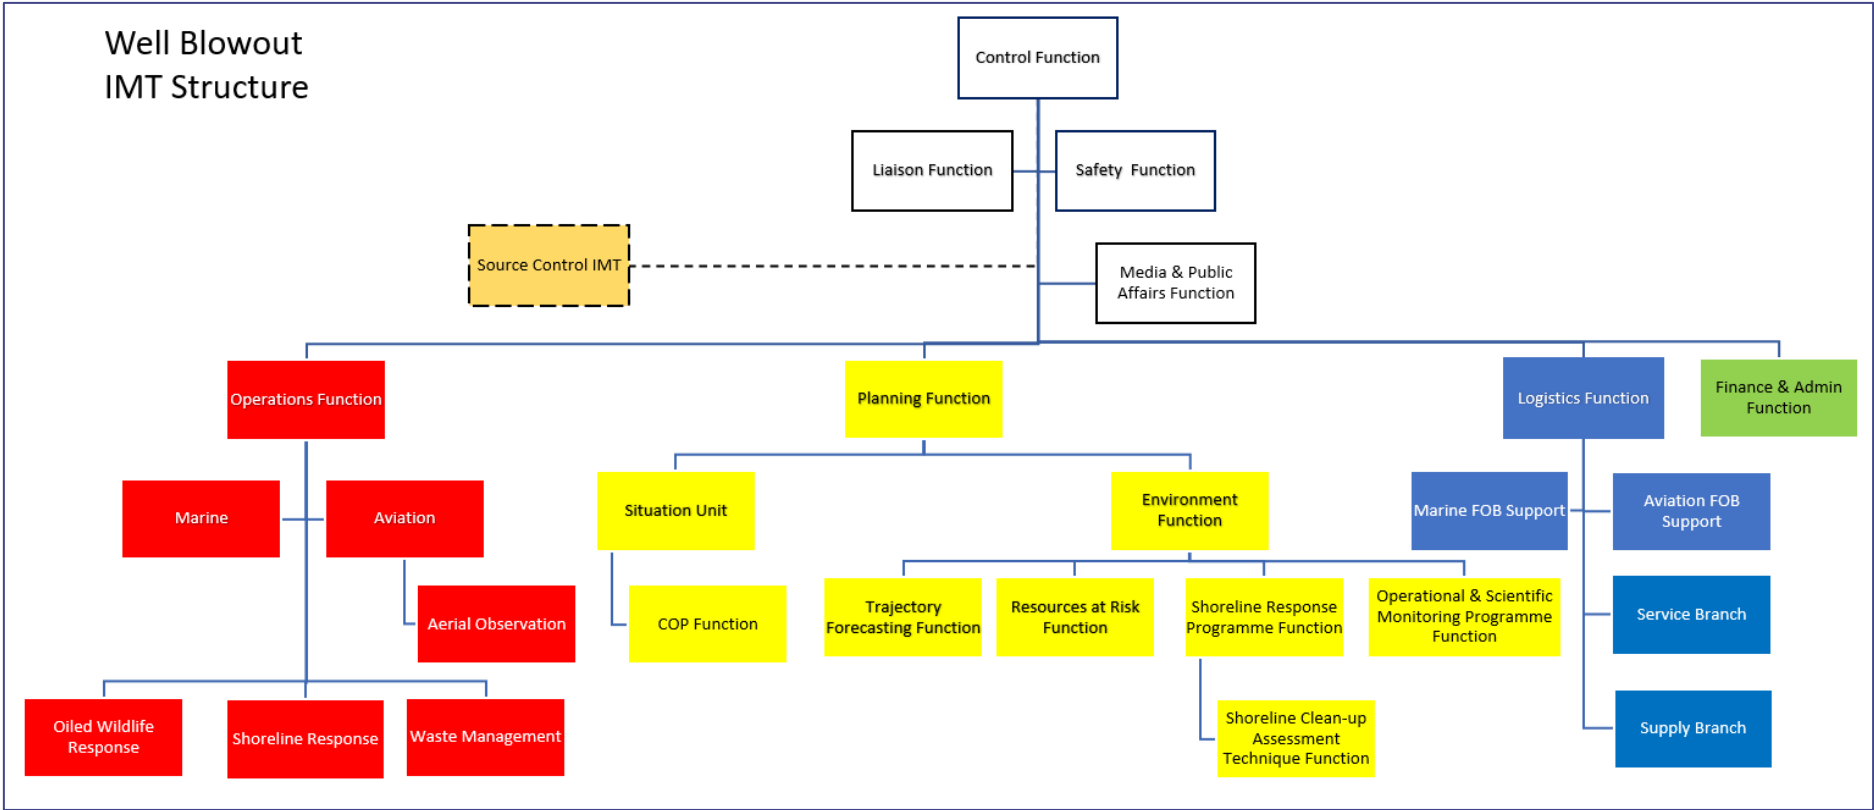 Well Blowout
IMT Structure
Control Function
Liaison Function
Safety Function
Source Control IMT
Media & Public
Affairs Function
Operations Function
Planning Function
Logistics Function
Finance & Admin
Function
Marine
Aviation
Situation Unit
Environment
Function
Marine FOB Support
Aviation FOB
Support
Aerial Observation
COP Function
Trajectory
Forecasting Function
Resources at Risk
Function
Shoreline Response
Programme Function
Operational & Scientific
Monitoring Programme
Function
Service Branch
Oiled Wildlife
Response
Shoreline Response
Waste Management
Shoreline Clean-up
Assessment
Technique Function
Supply Branch